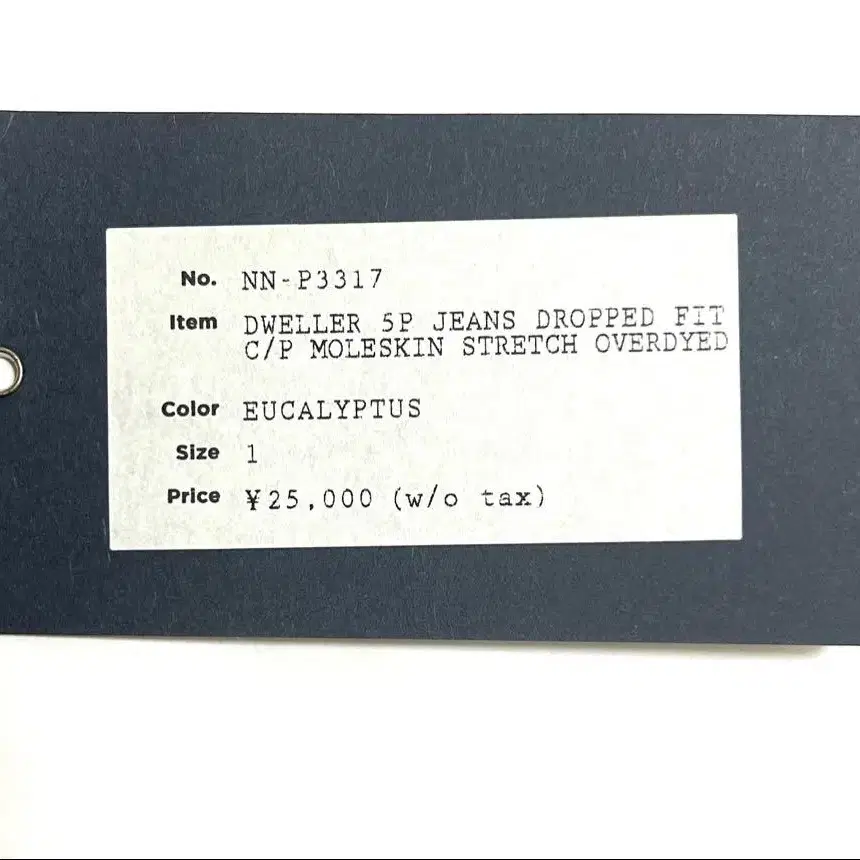 No. NN-P3317
Item DWELLER 5P JEANS DROPPED FIT
C/P MOLESKIN STRETCH OVERDYED
Color EUCALYPTUS
Size 1
Price ¥25,000 (w/o tax)